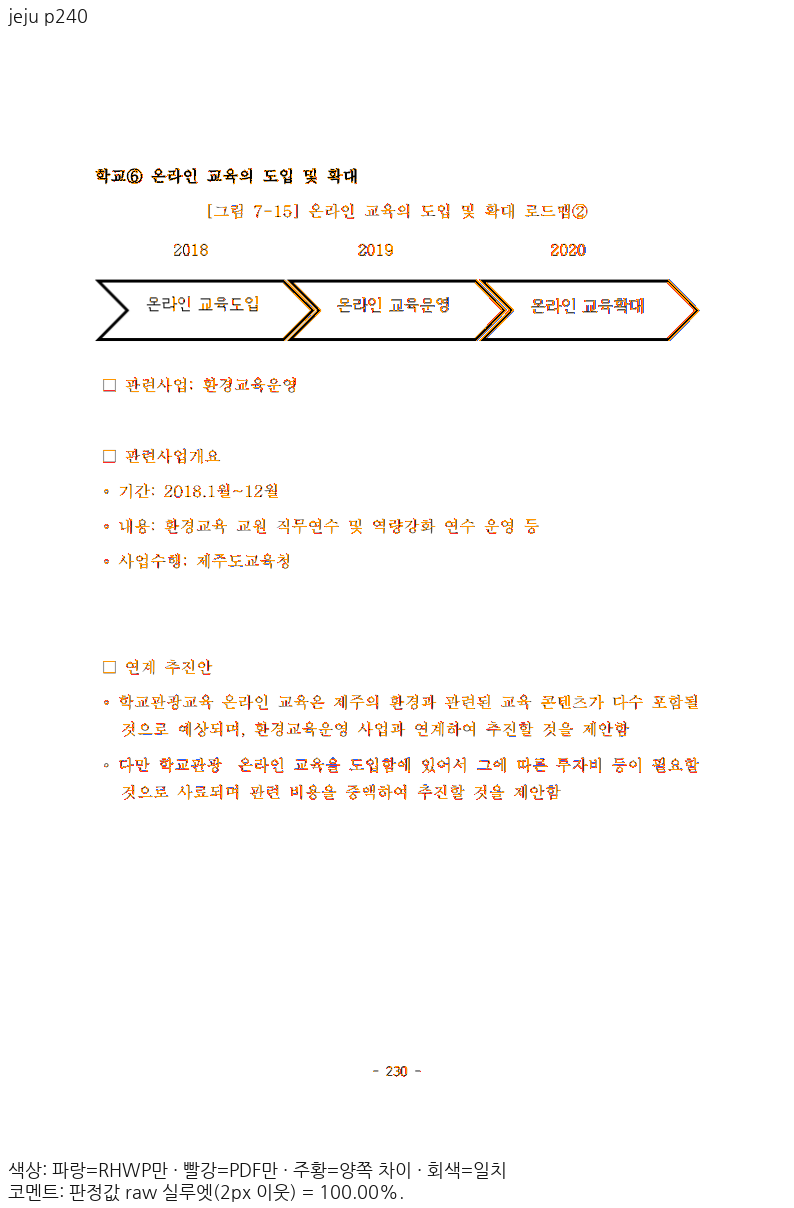 jeju p240
학교⑥ 온라인 교육의 도입 및 확대
[그림 7-15] 온라인 교육의 도입 및 확대 로드맵②
2018 2019 2020
온라인 교육도입 온라인 교육운영 온라인 교육확대
□ 관련사업: 환경교육운영
□ 관련사업개요
◦ 기간: 2018.1월~12월
◦ 내용: 환경교육 교원 직무연수 및 역량강화 연수 운영 등
◦ 사업수행: 제주도교육청
□ 연계 추진안
◦ 학교관광교육 온라인 교육은 제주의 환경과 관련된 교육 콘텐츠가 다수 포함될
것으로 예상되며, 환경교육운영 사업과 연계하여 추진할 것을 제안함
◦ 다만 학교관광 온라인 교육을 도입함에 있어서 그에 따른 투자비 등이 필요할
것으로 사료되며 관련 비용을 증액하여 추진할 것을 제안함
- 230 -
색상: 파랑=RHWP만 · 빨강=PDF만 · 주황=양쪽 차이 · 회색=일치
코멘트: 판정값 raw 실루엣(2px 이웃) = 100.00%.